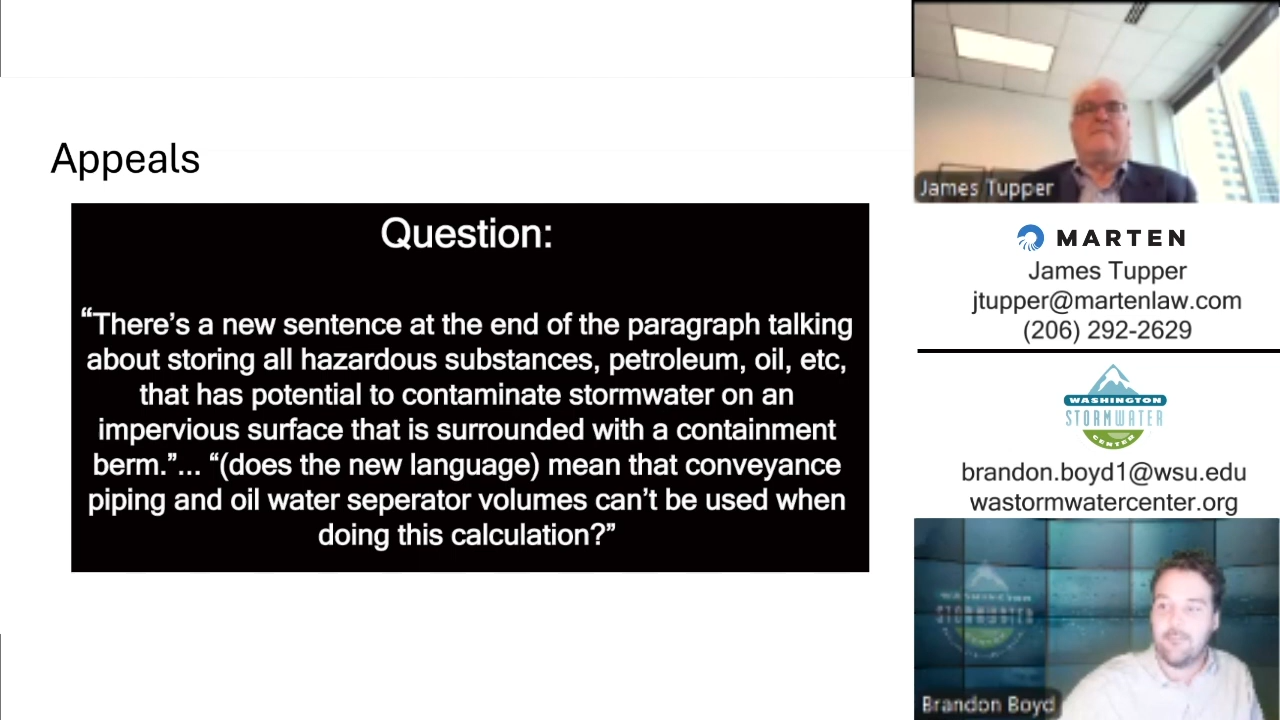 Appeals
Question:
“There’s a new sentence at the end of the paragraph talking
about storing all hazardous substances, petroleum, oil, etc,
that has potential to contaminate stormwater on an
impervious surface that is surrounded with a containment
berm.”... “(does the new language) mean that conveyance
piping and oil water seperator volumes can’t be used when
doing this calculation?”
James Tupper
MARTEN
James Tupper
jtupper@martenlaw.com
(206) 292-2629
WASHINGTON
STORMWATER
CENTER
brandon.boyd1@wsu.edu
wastormwatercenter.org
WASHINGTON
STORMWATER
Brandon Boyd